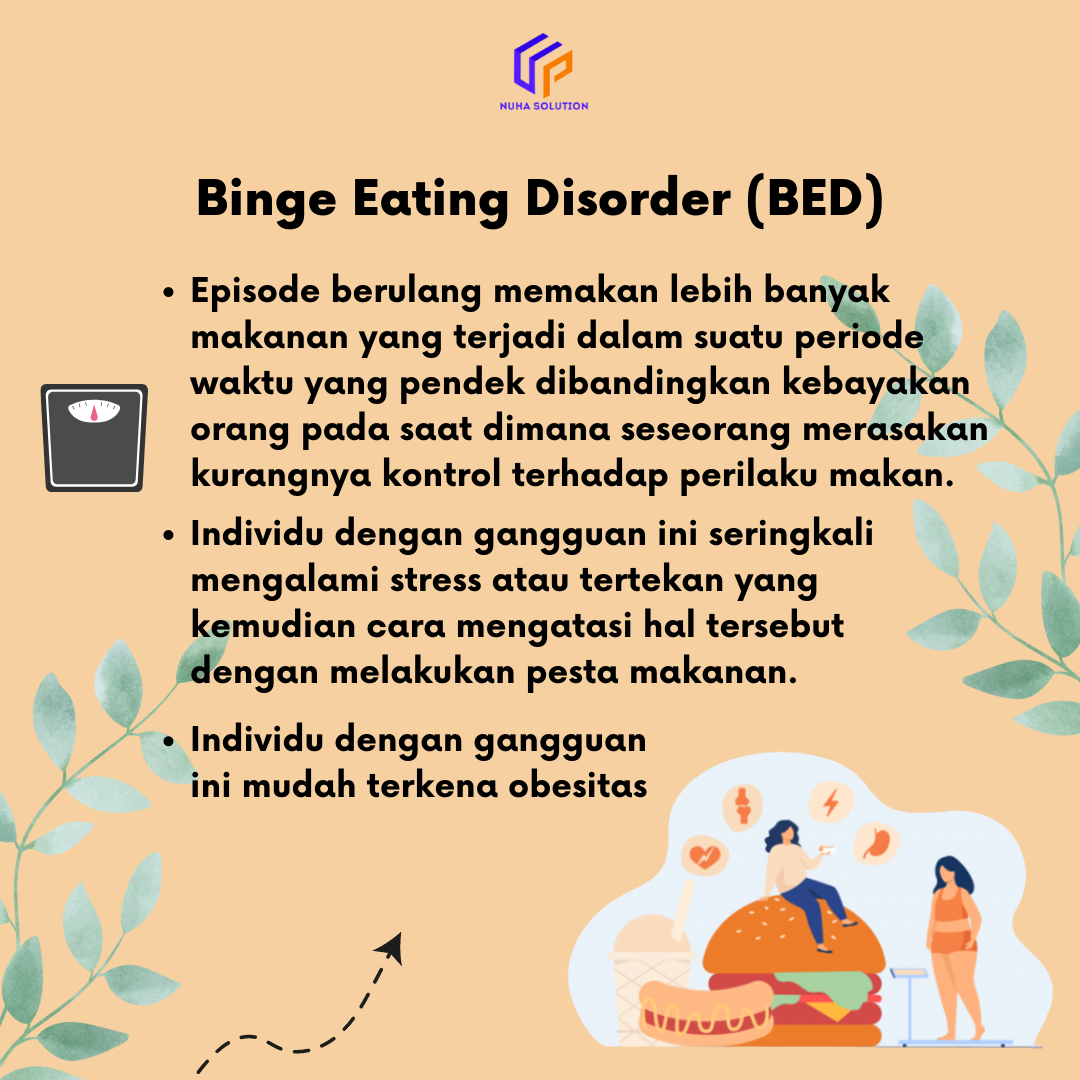 NUHA SOLUTION
Binge Eating Disorder (BED)
• Episode berulang memakan lebih banyak
makanan yang terjadi dalam suatu periode
waktu yang pendek dibandingkan kebayakan
orang pada saat dimana seseorang merasakan
kurangnya kontrol terhadap perilaku makan.
• Individu dengan gangguan ini seringkali
mengalami stress atau tertekan yang
kemudian cara mengatasi hal tersebut
dengan melakukan pesta makanan.
• Individu dengan gangguan
ini mudah terkena obesitas